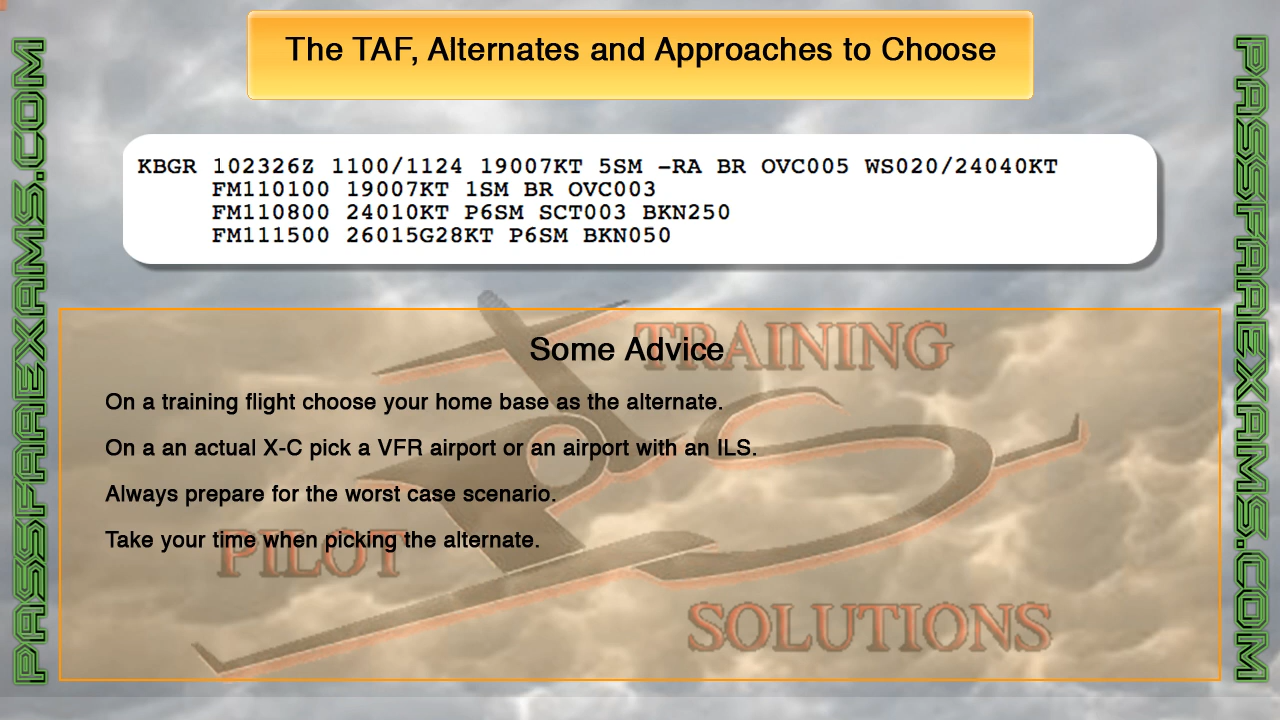 The TAF, Alternates and Approaches to Choose
PASSFAAEXAMS.COM
PASSFAAEXAMS.COM
KBGR 102326Z 1100/1124 19007KT 5SM -RA BR OVC005 WS020/24040KT
FM110100 19007KT 1SM BR OVC003
FM110800 24010KT P6SM SCT003 BKN250
FM111500 26015G28KT P6SM BKN050
Some Advice
TRAINING
On a training flight choose your home base as the alternate.
On a an actual X-C pick a VFR airport or an airport with an ILS.
Always prepare for the worst case scenario.
Take your time when picking the alternate.
PILOT
SOLUTIONS